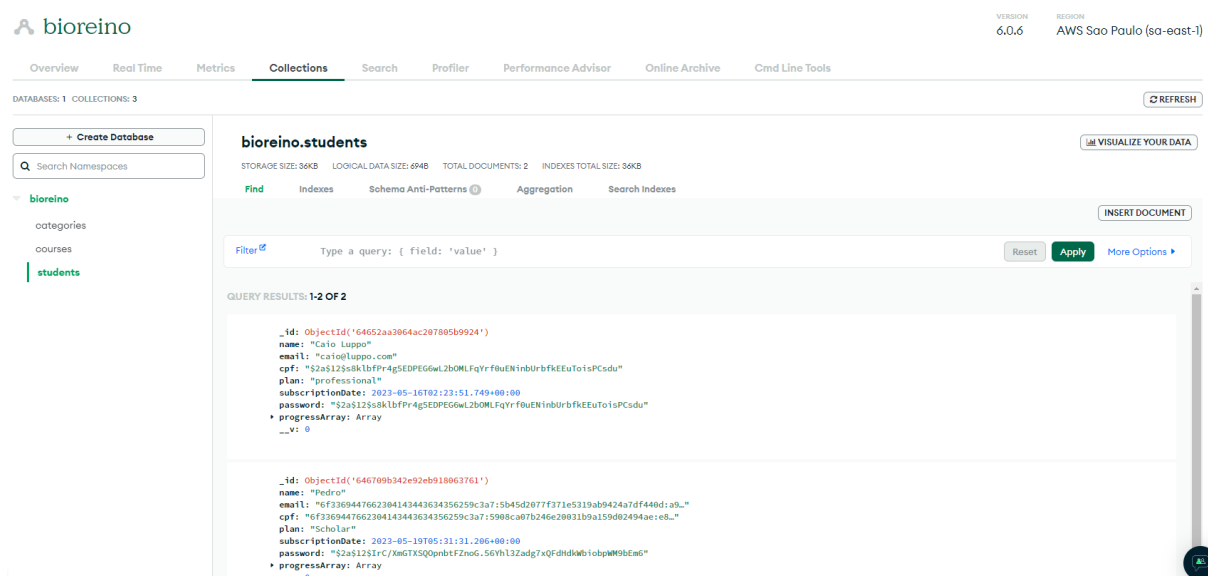 bioreino
VERSION
6.0.6
REGION
AWS Sao Paulo (sa-east-1)
Overview Real Time Metrics Collections Search Profiler Performance Advisor Online Archive Cmd Line Tools
DATABASES: 1 COLLECTIONS: 3
REFRESH
+ Create Database
Search Namespaces
bioreino
categories
courses
students
bioreino.students
VISUALIZE YOUR DATA
STORAGE SIZE: 36KB LOGICAL DATA SIZE: 694B TOTAL DOCUMENTS: 2 INDEXES TOTAL SIZE: 36KB
Find Indexes Schema Anti-Patterns 0 Aggregation Search Indexes
INSERT DOCUMENT
Filter Type a query: { field: 'value' } Reset Apply More Options
QUERY RESULTS: 1-2 OF 2
_id: ObjectId('64652aa3064ac207805b9924')
name: "Caio Luppo"
email: "caio@luppo.com"
cpf: "$2a$12$s8klbfPr4g5EDPEG6wL2bOMLFqYrf0uENinbUrbfkEEuToisPCsdu"
plan: "professional"
subscriptionDate: 2023-05-16T02:23:51.749+00:00
password: "$2a$12$s8klbfPr4g5EDPEG6wL2bOMLFqYrf0uENinbUrbfkEEuToisPCsdu"
progressArray: Array
__v: 0
_id: ObjectId('646709b342e92eb918063761')
name: "Pedro"
email: "6f3369447662304143443634356259c3a7:5b45d2077f371e5319ab9424a7df440d:a9…"
cpf: "6f3369447662304143443634356259c3a7:5908ca07b246e20031b9a159d02494ae:e8…"
plan: "Scholar"
subscriptionDate: 2023-05-19T05:31:31.206+00:00
password: "$2a$12$IrC/XmGTXSQOpnbtFZnoG.56Yhl3Zadg7xQFdHdkWbiobpWM9bEm6"
progressArray: Array